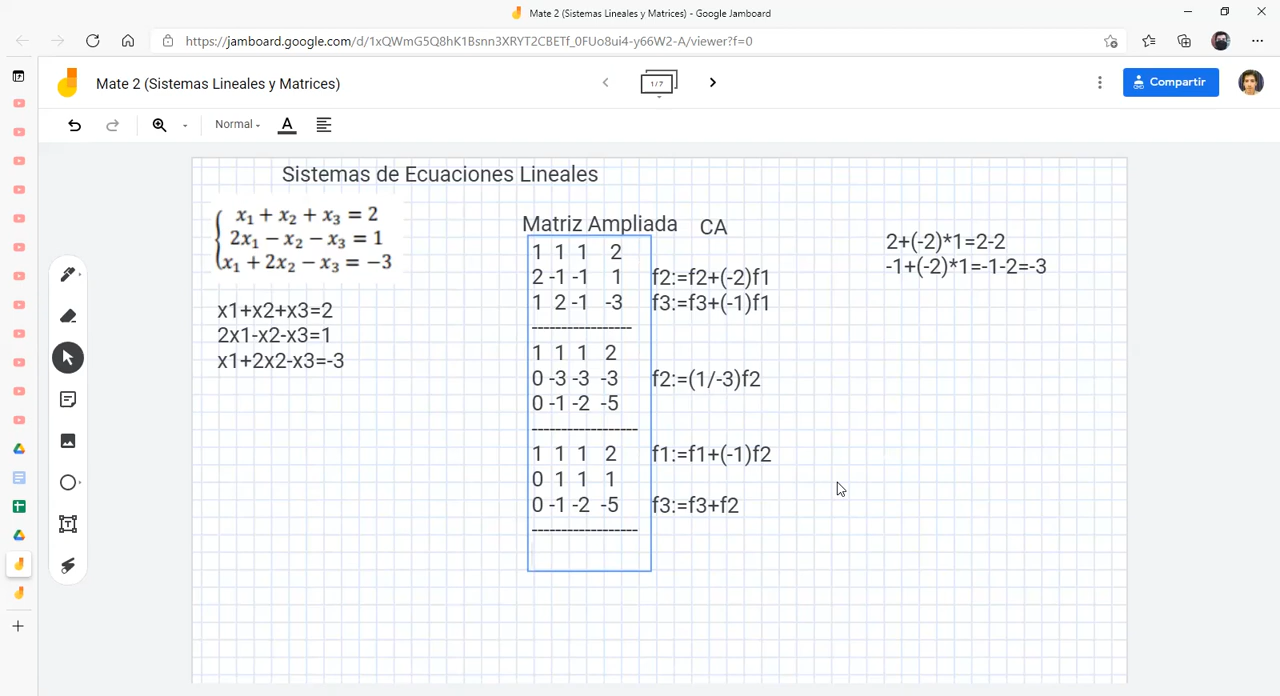 Mate 2 (Sistemas Lineales y Matrices) - Google Jamboard
https://jamboard.google.com/d/1xQWmG5Q8hK1Bsnn3XRYT2CBETf_0FUo8ui4-y66W2-A/viewer?f=0
Mate 2 (Sistemas Lineales y Matrices)
1/7
Compartir
Normal
Sistemas de Ecuaciones Lineales
x₁ + x₂ + x₃ = 2
2x₁ − x₂ − x₃ = 1
x₁ + 2x₂ − x₃ = −3
x1+x2+x3=2
2x1-x2-x3=1
x1+2x2-x3=-3
Matriz Ampliada CA
1 1 1 2
2 -1 -1 1 f2:=f2+(-2)f1
1 2 -1 -3 f3:=f3+(-1)f1
-----------------
1 1 1 2
0 -3 -3 -3 f2:=(1/-3)f2
0 -1 -2 -5
------------------
1 1 1 2 f1:=f1+(-1)f2
0 1 1 1
0 -1 -2 -5 f3:=f3+f2
------------------
2+(-2)*1=2-2
-1+(-2)*1=-1-2=-3